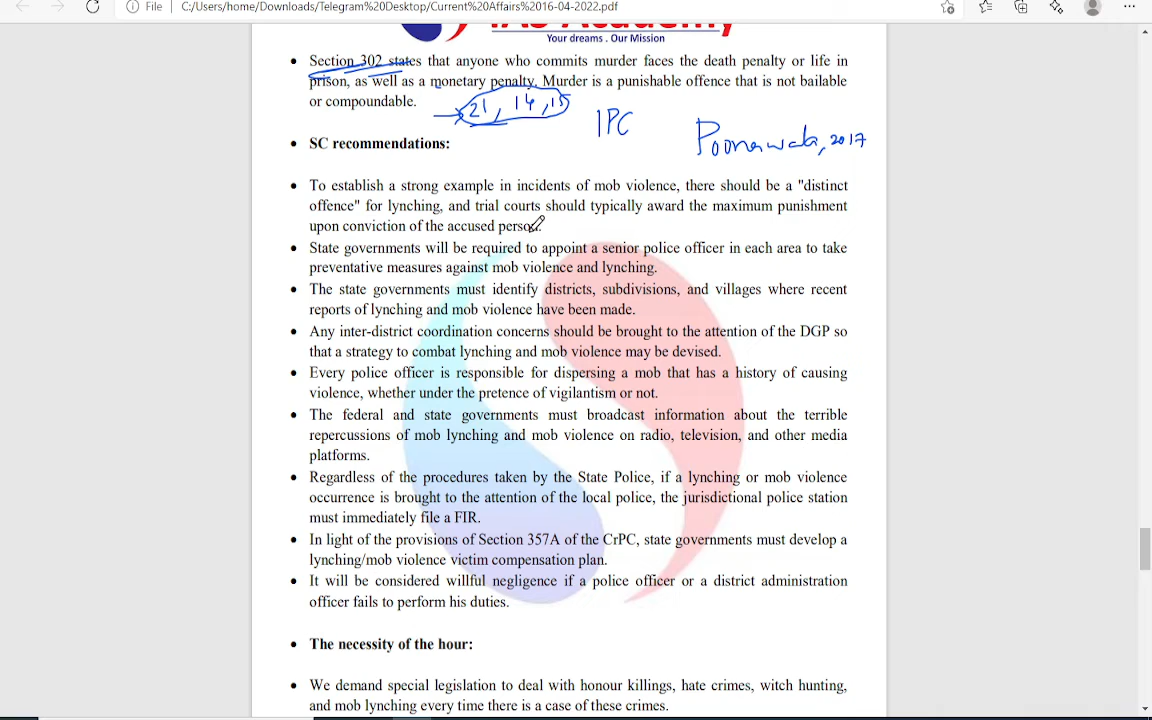 File
C:/Users/home/Downloads/Telegram%20Desktop/Current%20Affairs%2016-04-2022.pdf
IAS Academy
Your dreams . Our Mission
• Section 302 states that anyone who commits murder faces the death penalty or life in
prison, as well as a monetary penalty. Murder is a punishable offence that is not bailable
or compoundable.
21, 14, 15
IPC
Poonawala, 2017
• SC recommendations:
• To establish a strong example in incidents of mob violence, there should be a "distinct
offence" for lynching, and trial courts should typically award the maximum punishment
upon conviction of the accused person.
• State governments will be required to appoint a senior police officer in each area to take
preventative measures against mob violence and lynching.
• The state governments must identify districts, subdivisions, and villages where recent
reports of lynching and mob violence have been made.
• Any inter-district coordination concerns should be brought to the attention of the DGP so
that a strategy to combat lynching and mob violence may be devised.
• Every police officer is responsible for dispersing a mob that has a history of causing
violence, whether under the pretence of vigilantism or not.
• The federal and state governments must broadcast information about the terrible
repercussions of mob lynching and mob violence on radio, television, and other media
platforms.
• Regardless of the procedures taken by the State Police, if a lynching or mob violence
occurrence is brought to the attention of the local police, the jurisdictional police station
must immediately file a FIR.
• In light of the provisions of Section 357A of the CrPC, state governments must develop a
lynching/mob violence victim compensation plan.
• It will be considered willful negligence if a police officer or a district administration
officer fails to perform his duties.
• The necessity of the hour:
• We demand special legislation to deal with honour killings, hate crimes, witch hunting,
and mob lynching every time there is a case of these crimes.